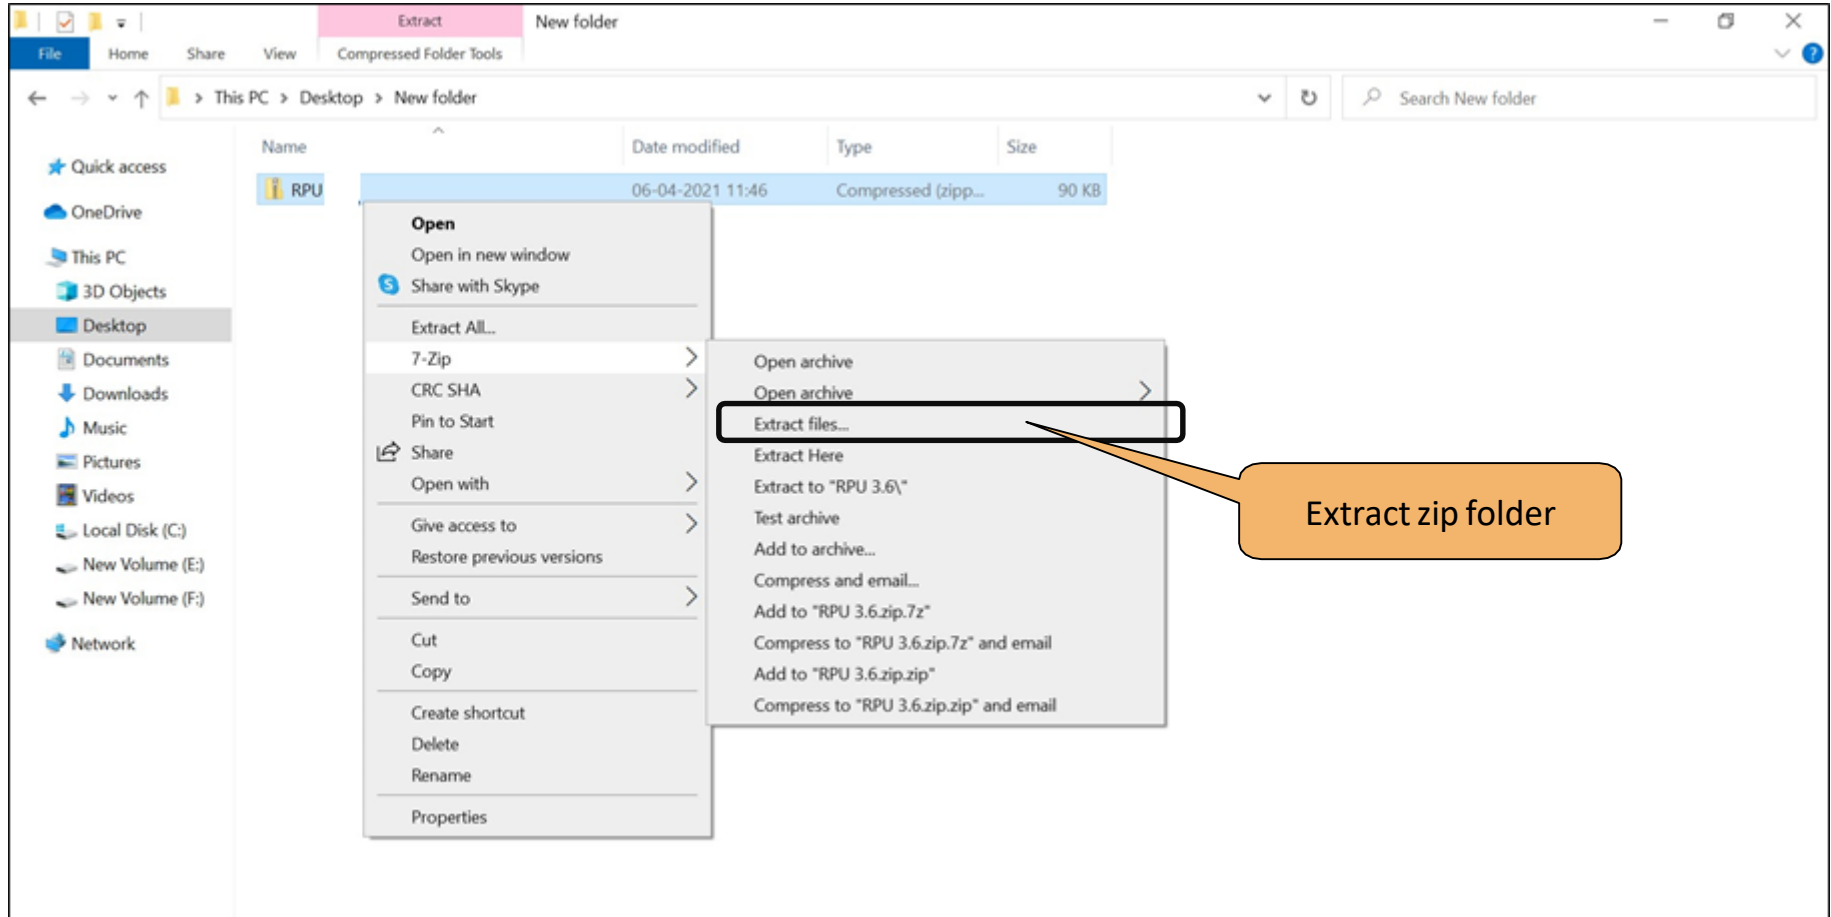 Extract
New folder
File
Home
Share
View
Compressed Folder Tools
?
This PC > Desktop > New folder
Search New folder
Name
Date modified
Type
Size
RPU
06-04-2021 11:46
Compressed (zipp...
90 KB
Quick access
OneDrive
This PC
3D Objects
Desktop
Documents
Downloads
Music
Pictures
Videos
Local Disk (C:)
New Volume (E:)
New Volume (F:)
Network
Open
Open in new window
S
Share with Skype
Extract All...
7-Zip
CRC SHA
Pin to Start
Share
Open with
Give access to
Restore previous versions
Send to
Cut
Copy
Create shortcut
Delete
Rename
Properties
Open archive
Open archive
Extract files...
Extract Here
Extract to "RPU 3.6\"
Test archive
Add to archive...
Compress and email...
Add to "RPU 3.6.zip.7z"
Compress to "RPU 3.6.zip.7z" and email
Add to "RPU 3.6.zip.zip"
Compress to "RPU 3.6.zip.zip" and email
Extract zip folder